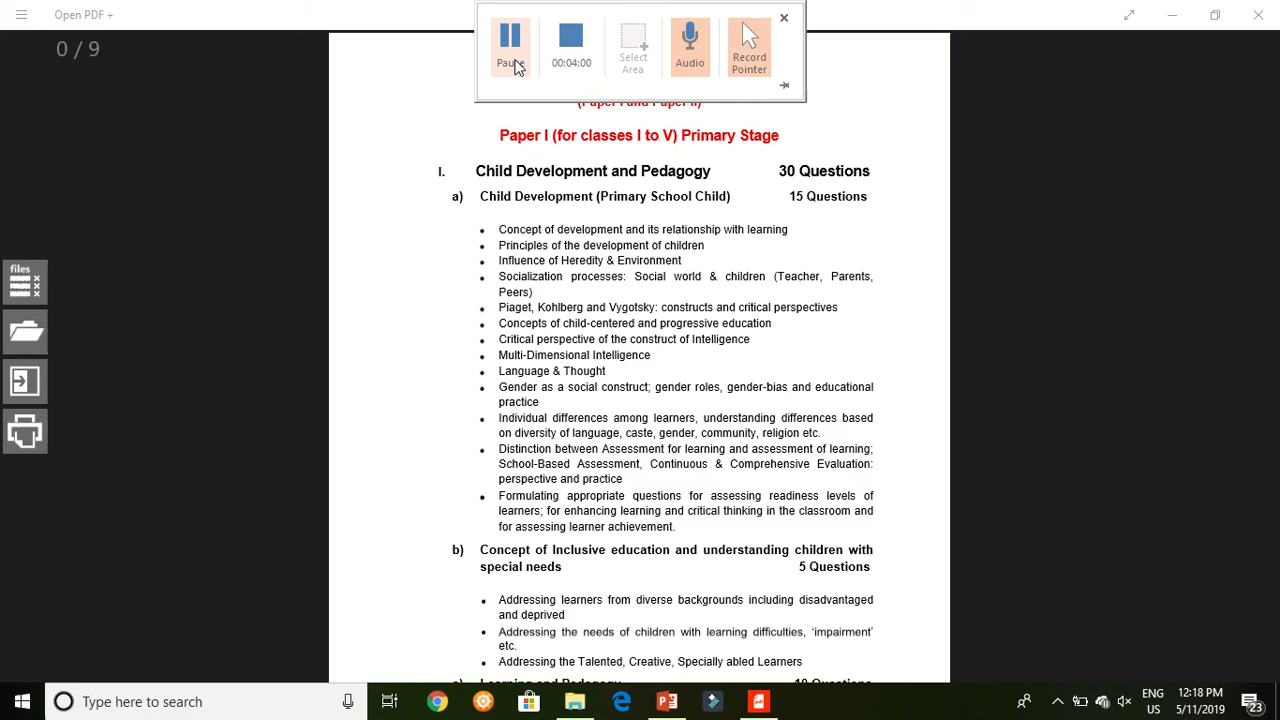 Open PDF +
0 / 9
Pause
00:04:00
Select
Area
Audio
Record
Pointer
(Paper I and Paper II)
Paper I (for classes I to V) Primary Stage
I. Child Development and Pedagogy 30 Questions
a) Child Development (Primary School Child) 15 Questions
• Concept of development and its relationship with learning
• Principles of the development of children
• Influence of Heredity & Environment
• Socialization processes: Social world & children (Teacher, Parents,
Peers)
• Piaget, Kohlberg and Vygotsky: constructs and critical perspectives
• Concepts of child-centered and progressive education
• Critical perspective of the construct of Intelligence
• Multi-Dimensional Intelligence
• Language & Thought
• Gender as a social construct; gender roles, gender-bias and educational
practice
• Individual differences among learners, understanding differences based
on diversity of language, caste, gender, community, religion etc.
• Distinction between Assessment for learning and assessment of learning;
School-Based Assessment, Continuous & Comprehensive Evaluation:
perspective and practice
• Formulating appropriate questions for assessing readiness levels of
learners; for enhancing learning and critical thinking in the classroom and
for assessing learner achievement.
b) Concept of Inclusive education and understanding children with
special needs 5 Questions
• Addressing learners from diverse backgrounds including disadvantaged
and deprived
• Addressing the needs of children with learning difficulties, ‘impairment’
etc.
• Addressing the Talented, Creative, Specially abled Learners
c) Learning and Pedagogy 10 Questions
files
Type here to search
ENG
US
12:18 PM
5/11/2019
23